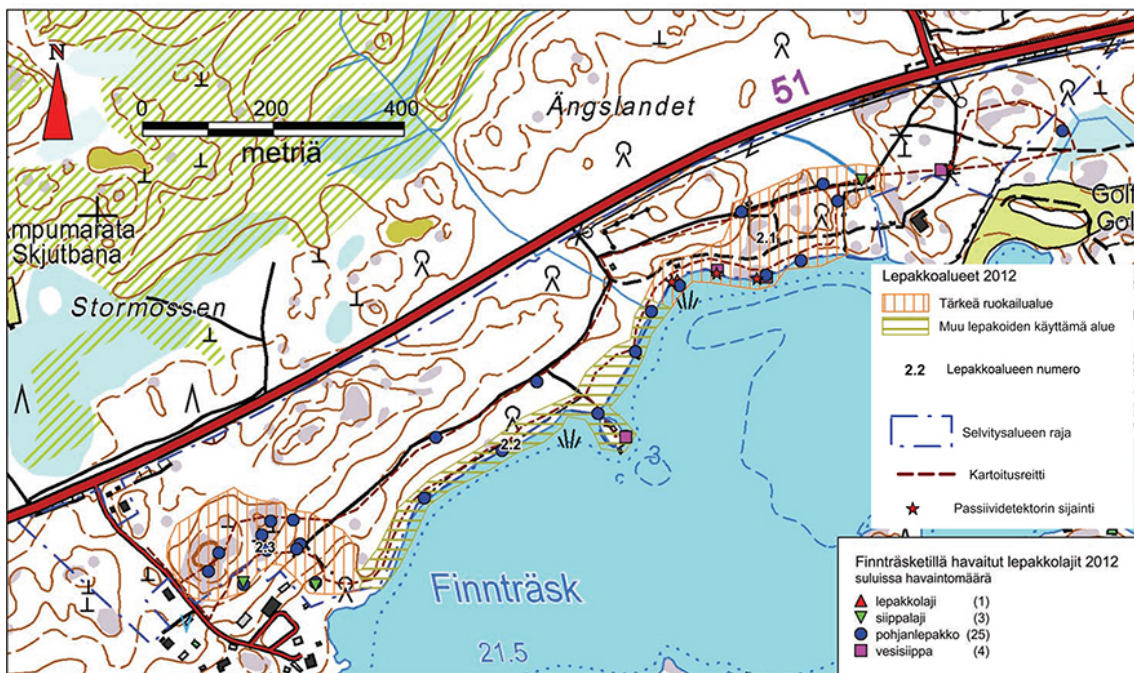 N
0 200 400
metriä
Ängslandet
51
mpumarata
Skjutbana
Stormossen
Golf
Gol
2.1
2.2
2.3
3
Finnträsk
21.5
Lepakkoalueet 2012
Tärkeä ruokailualue
Muu lepakoiden käyttämä alue
2.2 Lepakkoalueen numero
Selvitysalueen raja
Kartoitusreitti
Passiividetektorin sijainti
Finnträsketillä havaitut lepakkolajit 2012
suluissa havaintomäärä
lepakkolaji (1)
siippalaji (3)
pohjanlepakko (25)
vesisiippa (4)